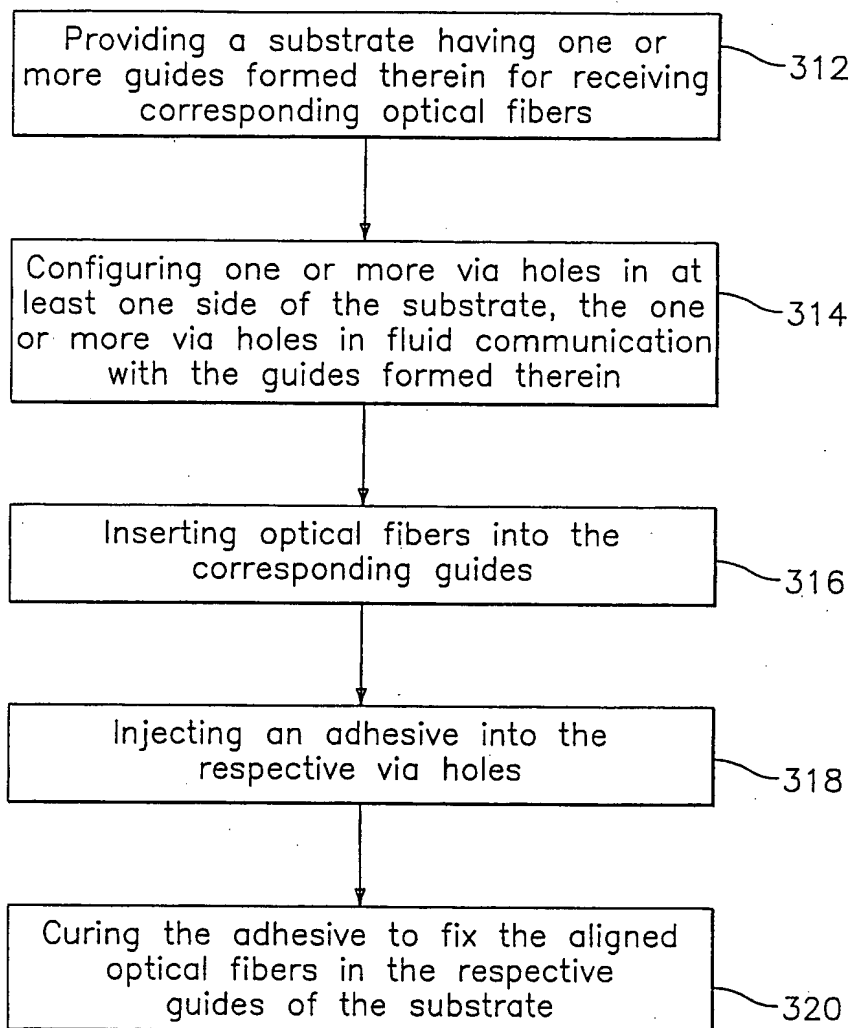 Providing a substrate having one or
more guides formed therein for receiving
corresponding optical fibers
312
Configuring one or more via holes in at
least one side of the substrate, the one
or more via holes in fluid communication
with the guides formed therein
314
Inserting optical fibers into the
corresponding guides
316
Injecting an adhesive into the
respective via holes
318
Curing the adhesive to fix the aligned
optical fibers in the respective
guides of the substrate
320